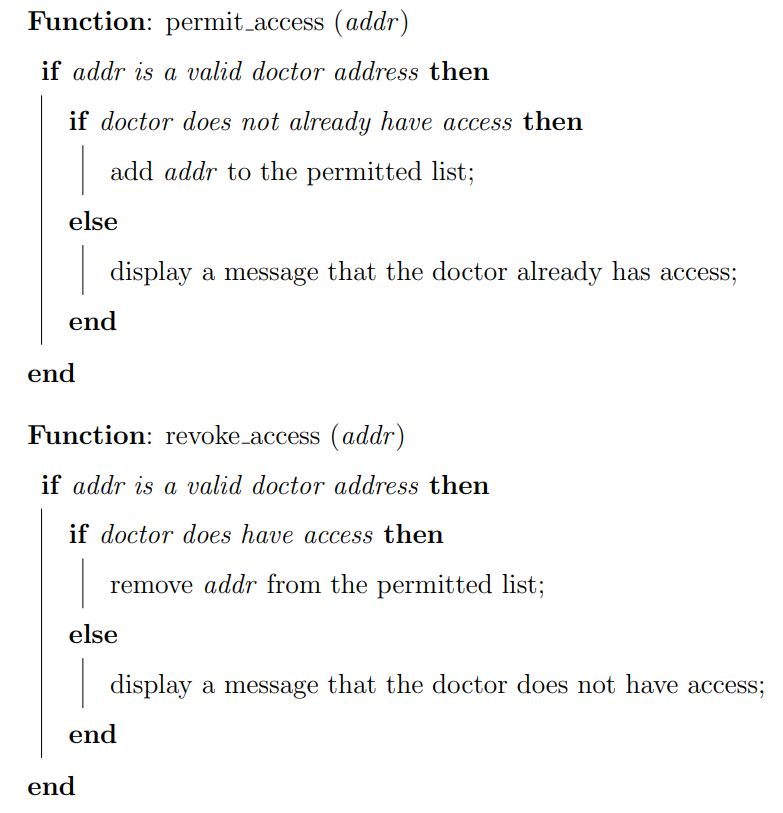 Function: permit_access (addr)
if addr is a valid doctor address then
if doctor does not already have access then
add addr to the permitted list;
else
display a message that the doctor already has access;
end
end
Function: revoke_access (addr)
if addr is a valid doctor address then
if doctor does have access then
remove addr from the permitted list;
else
display a message that the doctor does not have access;
end
end